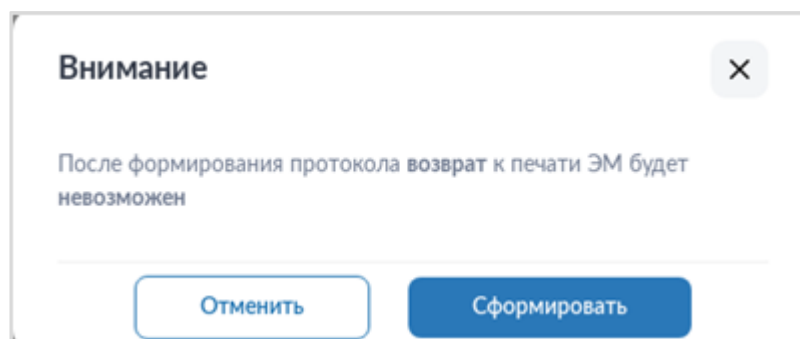 Внимание
После формирования протокола возврат к печати ЭМ будет
невозможен
Отменить
Сформировать